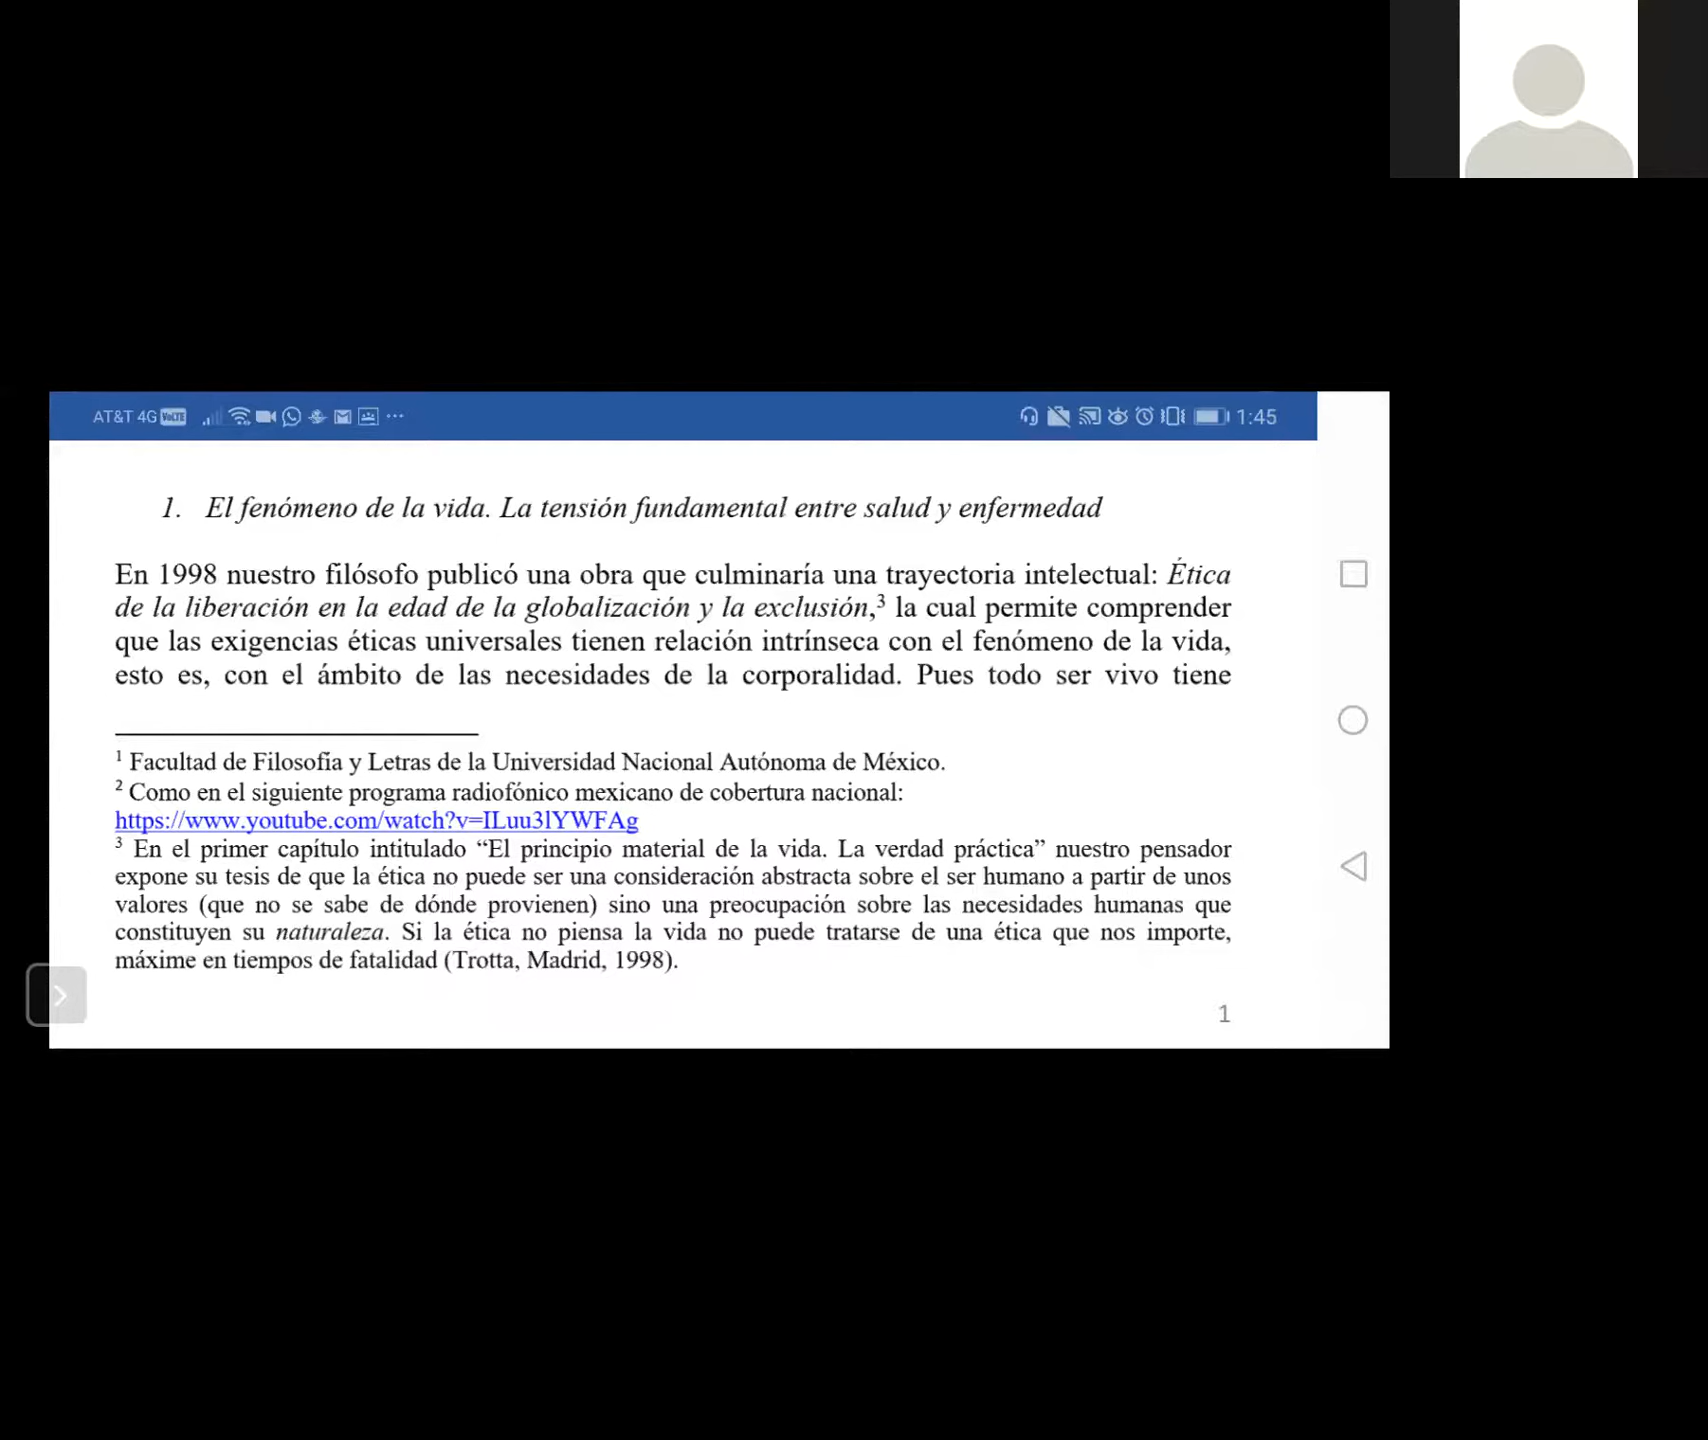 AT&T 4G VoLTE 1:45
1. El fenómeno de la vida. La tensión fundamental entre salud y enfermedad
En 1998 nuestro filósofo publicó una obra que culminaría una trayectoria intelectual: Ética
de la liberación en la edad de la globalización y la exclusión,³ la cual permite comprender
que las exigencias éticas universales tienen relación intrínseca con el fenómeno de la vida,
esto es, con el ámbito de las necesidades de la corporalidad. Pues todo ser vivo tiene
¹ Facultad de Filosofía y Letras de la Universidad Nacional Autónoma de México.
² Como en el siguiente programa radiofónico mexicano de cobertura nacional:
https://www.youtube.com/watch?v=ILuu3lYWFAg
³ En el primer capítulo intitulado “El principio material de la vida. La verdad práctica” nuestro pensador
expone su tesis de que la ética no puede ser una consideración abstracta sobre el ser humano a partir de unos
valores (que no se sabe de dónde provienen) sino una preocupación sobre las necesidades humanas que
constituyen su naturaleza. Si la ética no piensa la vida no puede tratarse de una ética que nos importe,
máxime en tiempos de fatalidad (Trotta, Madrid, 1998).
1